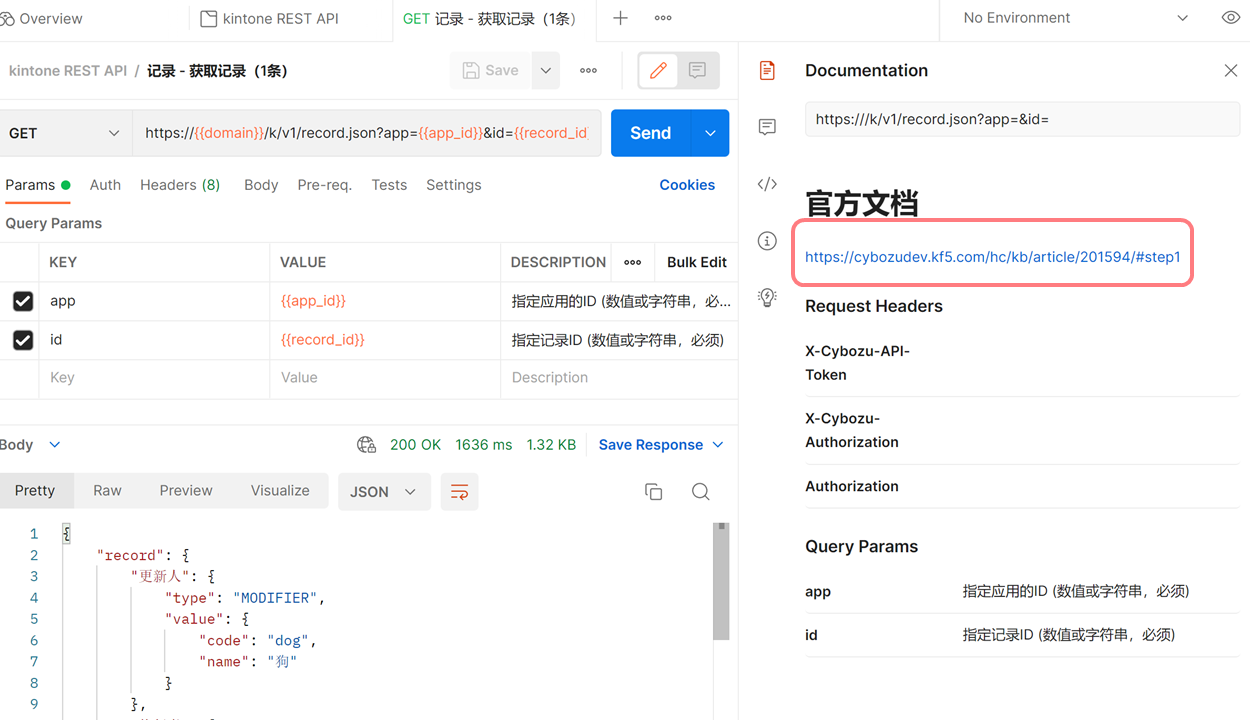 Overview
kintone REST API
GET 记录 - 获取记录（1条）
No Environment
kintone REST API / 记录 - 获取记录（1条）
Save
GET
https://{{domain}}/k/v1/record.json?app={{app_id}}&id={{record_id
Send
Params
Auth
Headers (8)
Body
Pre-req.
Tests
Settings
Cookies
Query Params
KEY
VALUE
DESCRIPTION
Bulk Edit
app
{{app_id}}
指定应用的ID (数值或字符串，必...
id
{{record_id}}
指定记录ID (数值或字符串，必须)
Key
Value
Description
Body
200 OK
1636 ms
1.32 KB
Save Response
Pretty
Raw
Preview
Visualize
JSON
1 {
2 "record": {
3 "更新人": {
4 "type": "MODIFIER",
5 "value": {
6 "code": "dog",
7 "name": "狗"
8 }
9 },
Documentation
https:///k/v1/record.json?app=&id=
官方文档
https://cybozudev.kf5.com/hc/kb/article/201594/#step1
Request Headers
X-Cybozu-API-
Token
X-Cybozu-
Authorization
Authorization
Query Params
app
指定应用的ID (数值或字符串，必须)
id
指定记录ID (数值或字符串，必须)